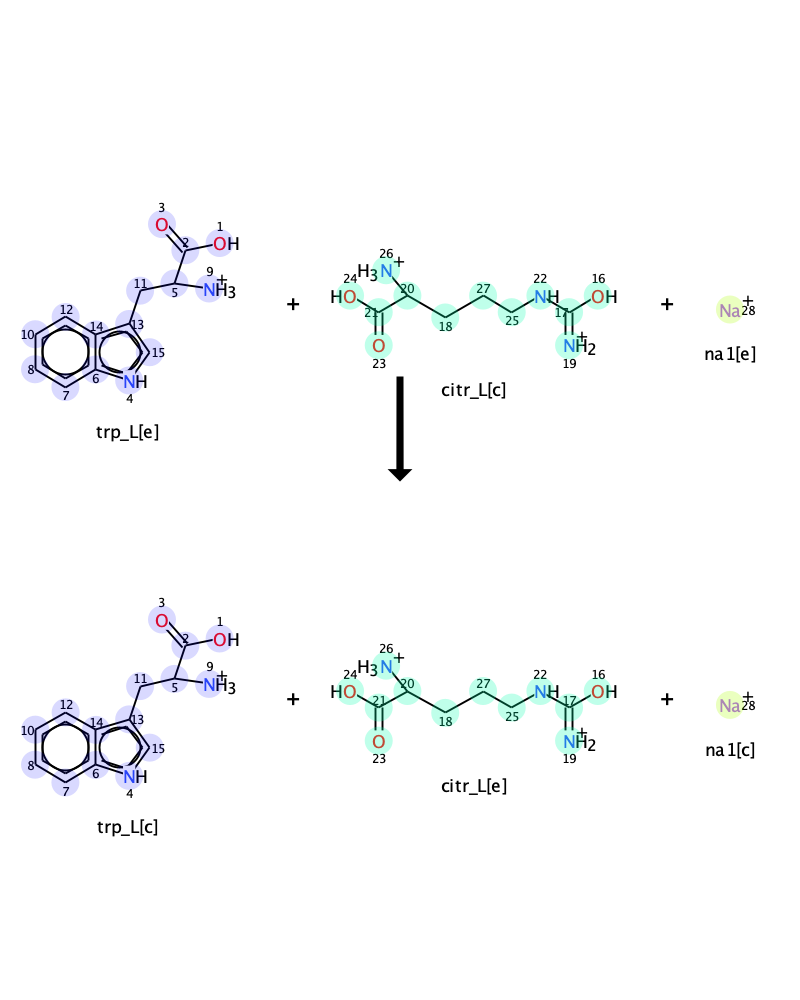 3
1
O
2
OH
9
11
5
NH3
+
12
10
14
13
8
15
6
NH
7
4
trp_L[e]
+
26
H3N
+
24
20
27
22
16
HO
NH
OH
21
18
25
17
O
NH2
+
23
19
citr_L[c]
+
Na
+
28
na1[e]
3
1
O
2
OH
9
11
5
NH3
+
12
10
14
13
8
15
6
NH
7
4
trp_L[c]
+
26
H3N
+
24
20
27
22
16
HO
NH
OH
21
18
25
17
O
NH2
+
23
19
citr_L[e]
+
Na
+
28
na1[c]